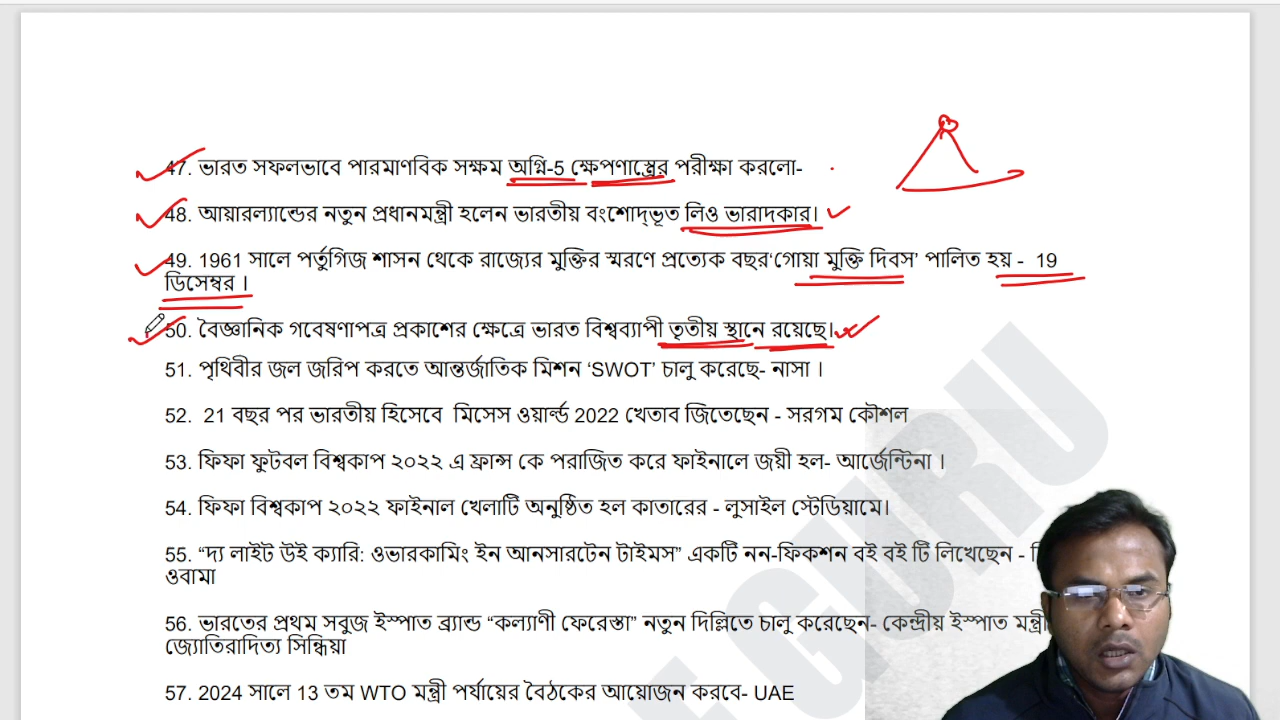 47. ভারত সফলভাবে পারমাণবিক সক্ষম অগ্নি-5 ক্ষেপণাস্ত্রের পরীক্ষা করলো-
48. আয়ারল্যান্ডের নতুন প্রধানমন্ত্রী হলেন ভারতীয় বংশোদ্ভূত লিও ভারাদকার।
49. 1961 সালে পর্তুগিজ শাসন থেকে রাজ্যের মুক্তির স্মরণে প্রত্যেক বছর‘গোয়া মুক্তি দিবস’ পালিত হয় - 19
ডিসেম্বর ।
50. বৈজ্ঞানিক গবেষণাপত্র প্রকাশের ক্ষেত্রে ভারত বিশ্বব্যাপী তৃতীয় স্থানে রয়েছে।
51. পৃথিবীর জল জরিপ করতে আন্তর্জাতিক মিশন ‘SWOT’ চালু করেছে- নাসা ।
52. 21 বছর পর ভারতীয় হিসেবে মিসেস ওয়ার্ল্ড 2022 খেতাব জিতেছেন - সরগম কৌশল
53. ফিফা ফুটবল বিশ্বকাপ ২০২২ এ ফ্রান্স কে পরাজিত করে ফাইনালে জয়ী হল- আর্জেন্টিনা ।
54. ফিফা বিশ্বকাপ ২০২২ ফাইনাল খেলাটি অনুষ্ঠিত হল কাতারের - লুসাইল স্টেডিয়ামে।
55. “দ্য লাইট উই ক্যারি: ওভারকামিং ইন আনসারটেন টাইমস” একটি নন-ফিকশন বই বই টি লিখেছেন -
ওবামা
56. ভারতের প্রথম সবুজ ইস্পাত ব্র্যান্ড “কল্যাণী ফেরেস্তা” নতুন দিল্লিতে চালু করেছেন- কেন্দ্রীয় ইস্পাত মন্ত্রী
জ্যোতিরাদিত্য সিন্ধিয়া
57. 2024 সালে 13 তম WTO মন্ত্রী পর্যায়ের বৈঠকের আয়োজন করবে- UAE
GURU